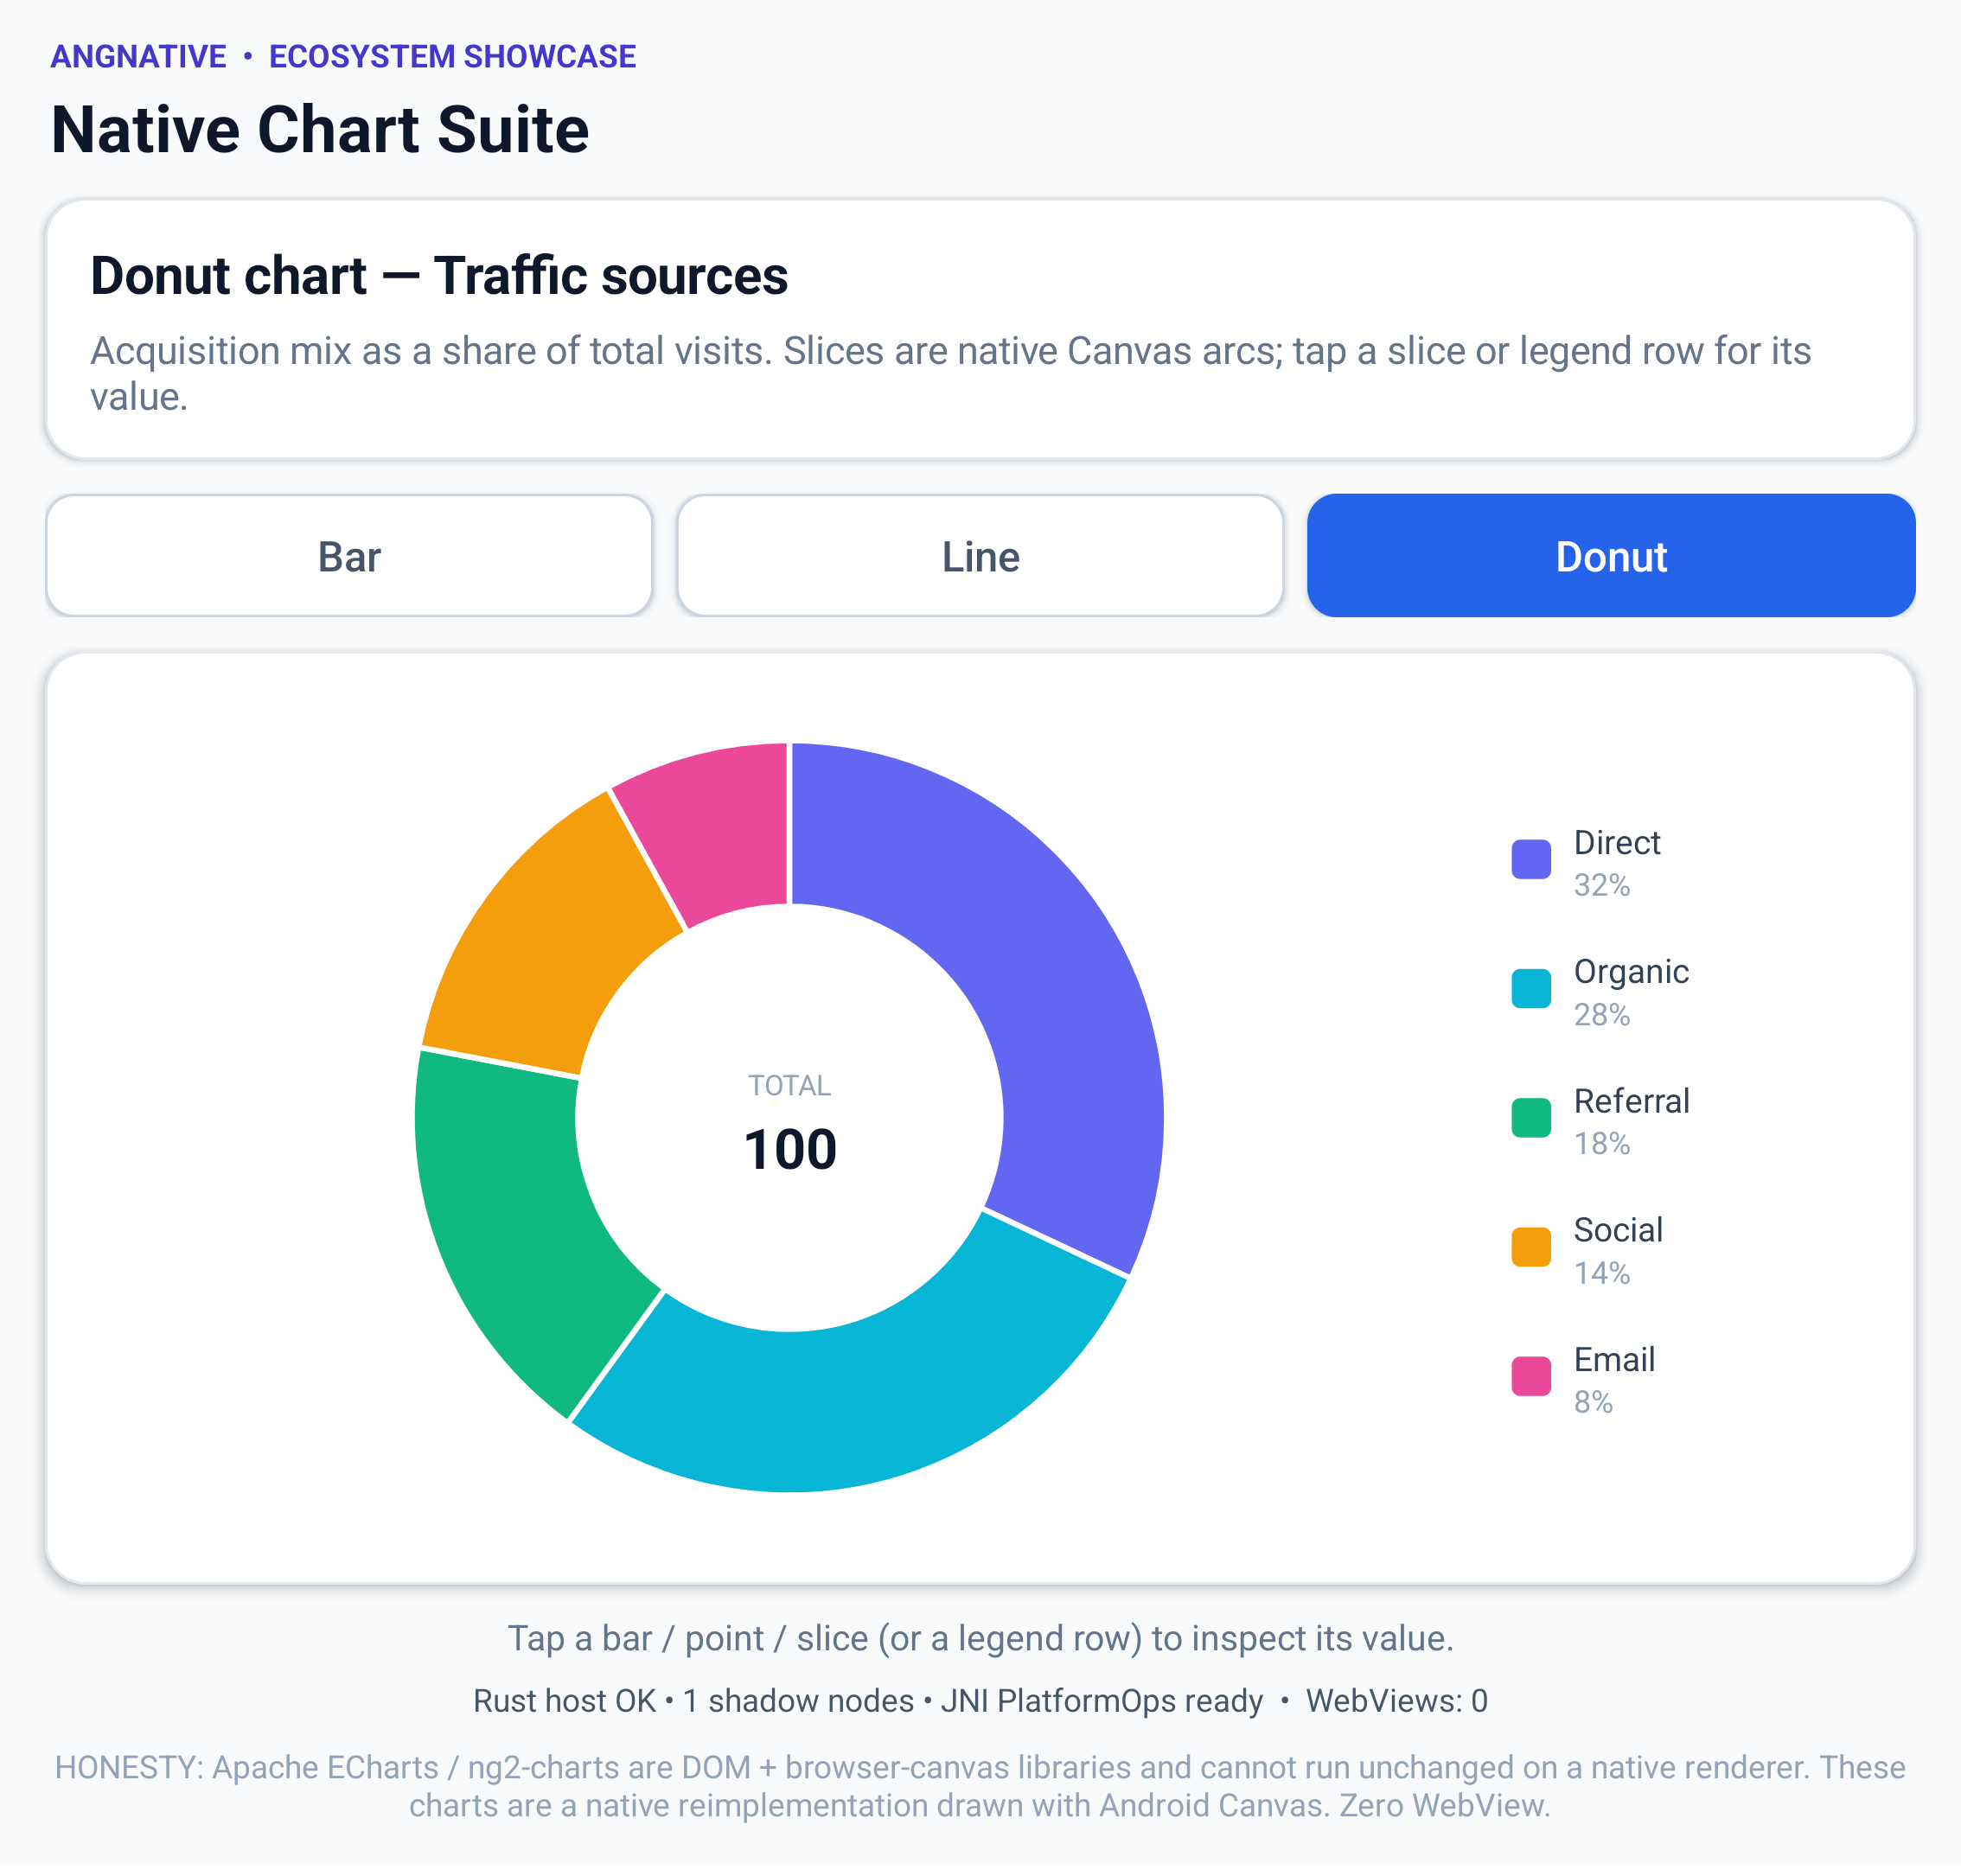 ANGNATIVE • ECOSYSTEM SHOWCASE
Native Chart Suite
Donut chart — Traffic sources
Acquisition mix as a share of total visits. Slices are native Canvas arcs; tap a slice or legend row for its
value.
Bar
Line
Donut
TOTAL
100
Direct
32%
Organic
28%
Referral
18%
Social
14%
Email
8%
Tap a bar / point / slice (or a legend row) to inspect its value.
Rust host OK • 1 shadow nodes • JNI PlatformOps ready • WebViews: 0
HONESTY: Apache ECharts / ng2-charts are DOM + browser-canvas libraries and cannot run unchanged on a native renderer. These
charts are a native reimplementation drawn with Android Canvas. Zero WebView.